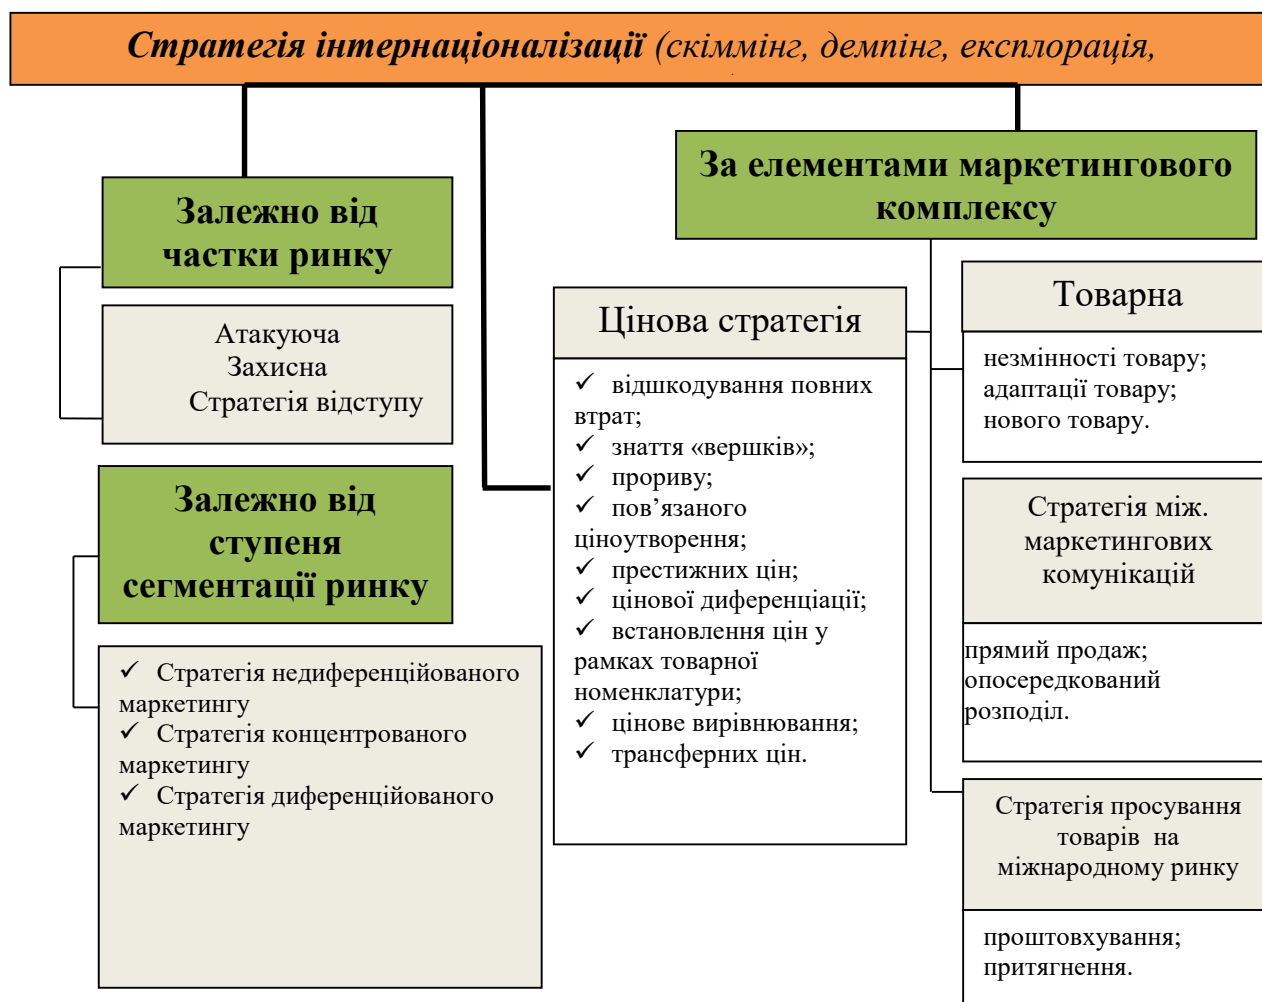 Стратегія інтернаціоналізації (скіммінг, демпінг, експлорація,
За елементами маркетингового
комплексу
Залежно від
частки ринку
Атакуюча
Захисна
Стратегія відступу
Залежно від
ступеня
сегментації ринку
✓ Стратегія недиференційованого
маркетингу
✓ Стратегія концентрованого
маркетингу
✓ Стратегія диференційованого
маркетингу
Цінова стратегія
✓ відшкодування повних
втрат;
✓ зняття «вершків»;
✓ прориву;
✓ пов’язаного
ціноутворення;
✓ престижних цін;
✓ цінової диференціації;
✓ встановлення цін у
рамках товарної
номенклатури;
✓ цінове вирівнювання;
✓ трансферних цін.
Товарна
незмінності товару;
адаптації товару;
нового товару.
Стратегія між.
маркетингових
комунікацій
прямий продаж;
опосередкований
розподіл.
Стратегія просування
товарів на
міжнародному ринку
проштовхування;
притягнення.